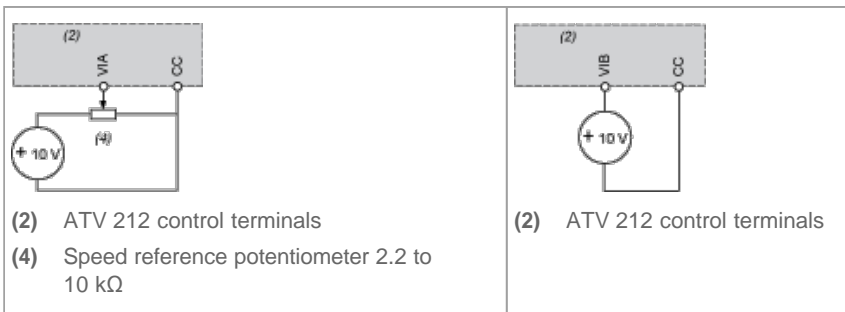 (2)
VIA
CC
(4)
+ 10 V
(2) ATV 212 control terminals
(4) Speed reference potentiometer 2.2 to
10 kΩ
(2)
VIB
CC
+ 10 V
(2) ATV 212 control terminals